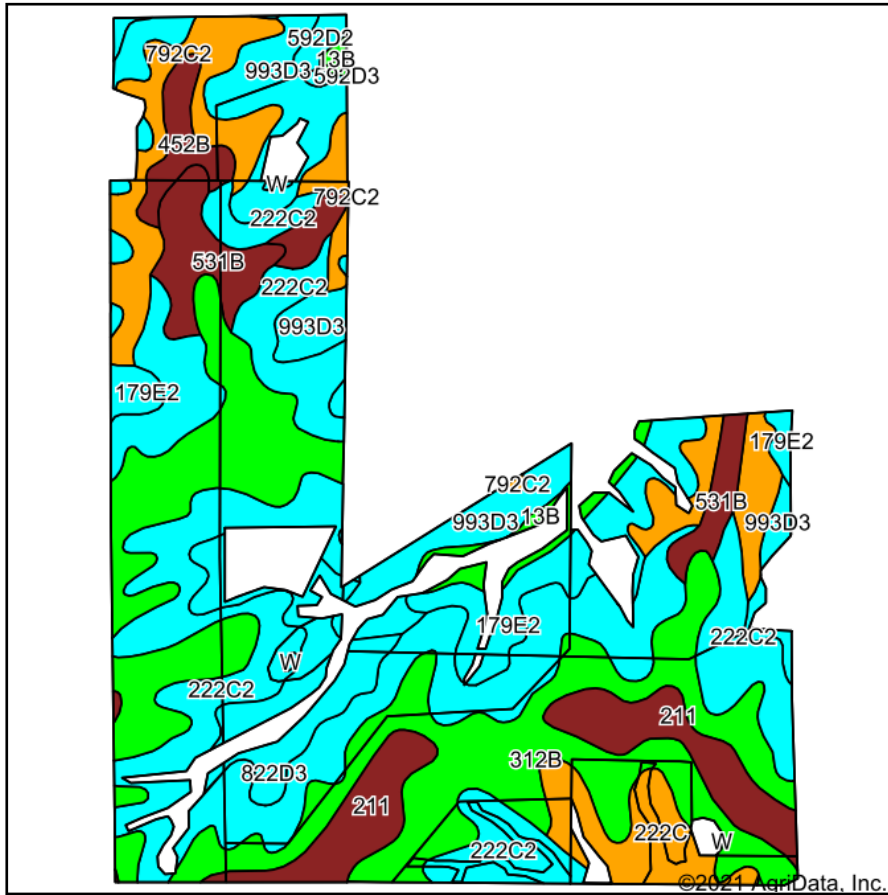 592D2
792C2
13B
993D3
592D3
452B
W
792C2
222C2
531B
222C2
993D3
179E2
179E2
792C2
531B
993D3
13B
993D3
179E2
222C2
W
222C2
211
312B
822D3
211
222C
W
222C2
©2021 AgriData, Inc.